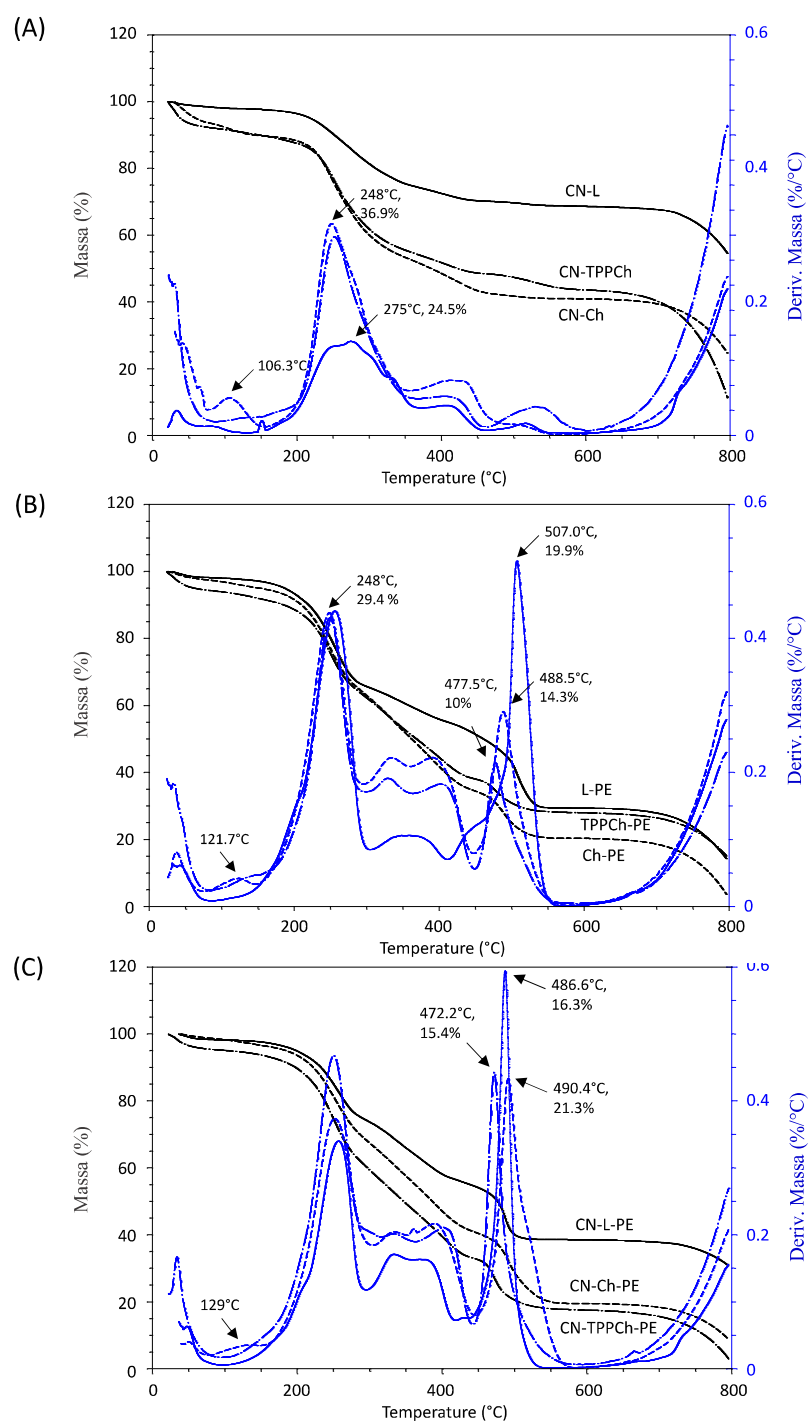 (A)
120
100
80
60
40
20
0
Massa (%)
0.6
0.4
0.2
0
Deriv. Massa (%/°C)
248°C,
36.9%
CN-L
CN-TPPCh
CN-Ch
275°C, 24.5%
106.3°C
0
200
400
600
800
Temperature (°C)
(B)
120
100
80
60
40
20
0
Massa (%)
0.6
0.4
0.2
0
Deriv. Massa (%/°C)
507.0°C,
19.9%
248°C,
29.4 %
477.5°C,
10%
488.5°C,
14.3%
L-PE
TPPCh-PE
Ch-PE
121.7°C
0
200
400
600
800
Temperature (°C)
(C)
120
100
80
60
40
20
0
Massa (%)
0.6
0.4
0.2
0
Deriv. Massa (%/°C)
486.6°C,
16.3%
472.2°C,
15.4%
490.4°C,
21.3%
CN-L-PE
CN-Ch-PE
CN-TPPCh-PE
129°C
0
200
400
600
800
Temperature (°C)